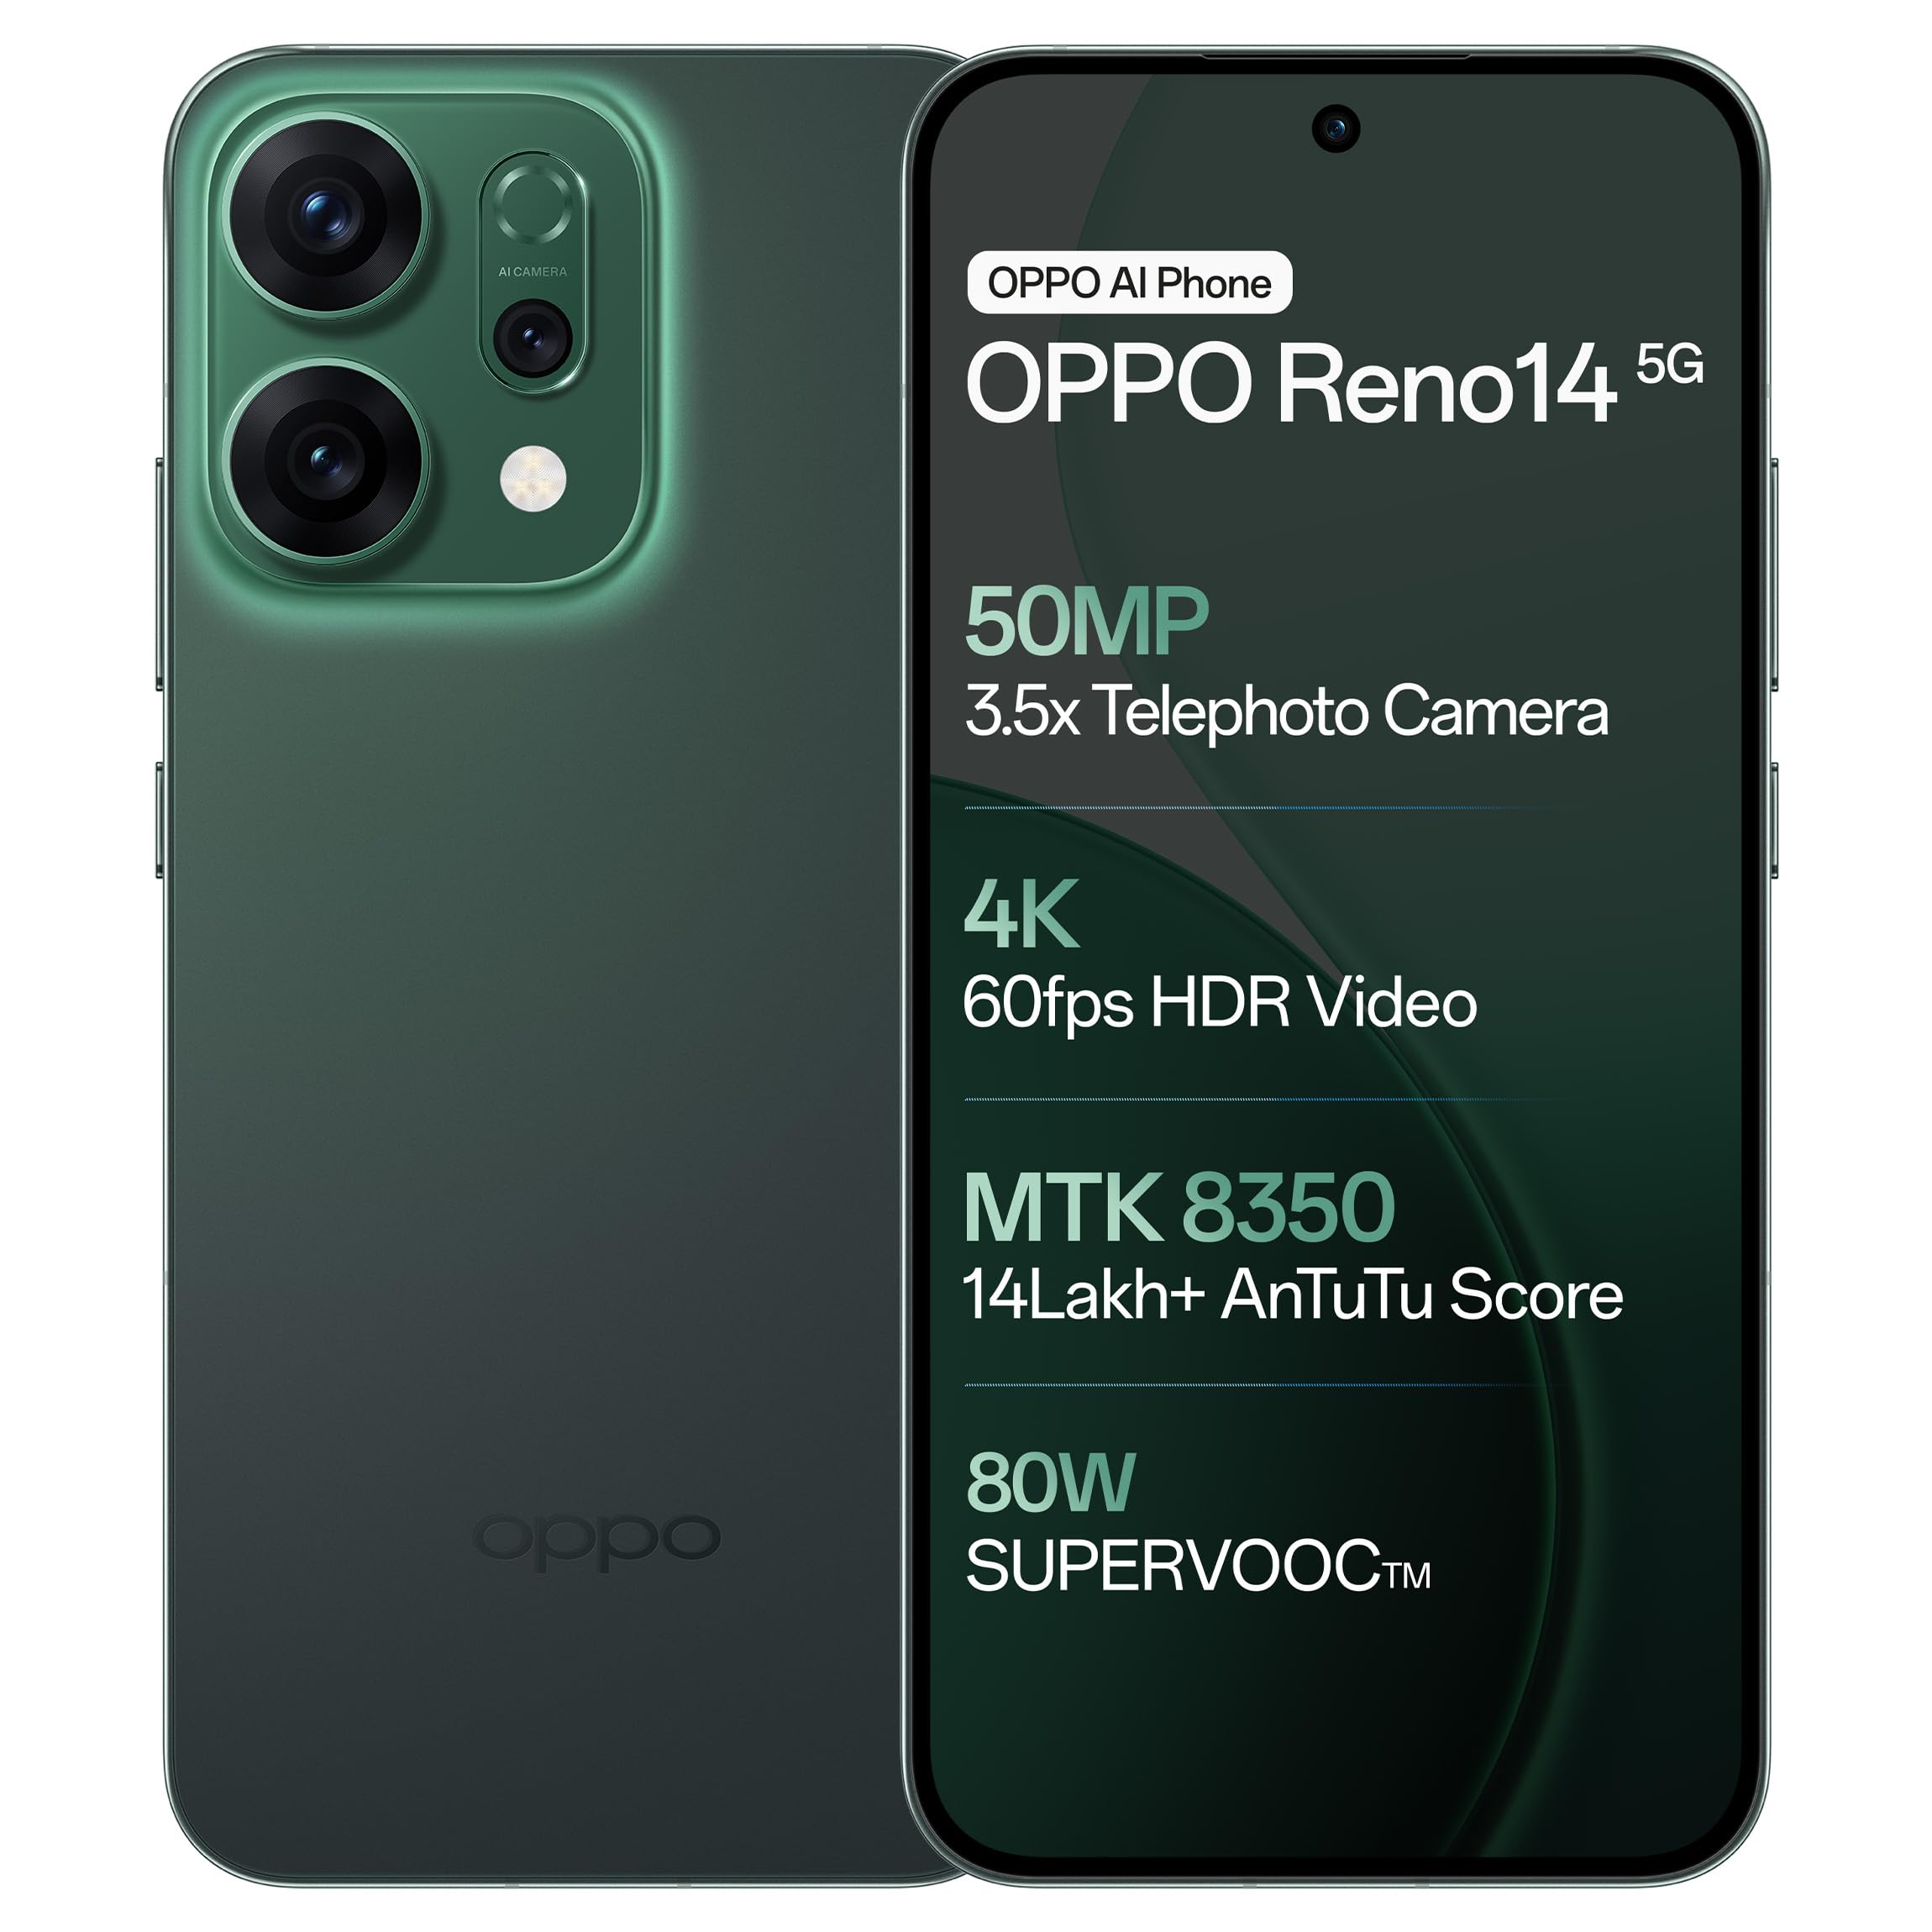 AI CAMERA
oppo
OPPO AI Phone
OPPO Reno14 5G
50MP
3.5x Telephoto Camera
4K
60fps HDR Video
MTK 8350
14Lakh+ AnTuTu Score
80W
SUPERVOOC™